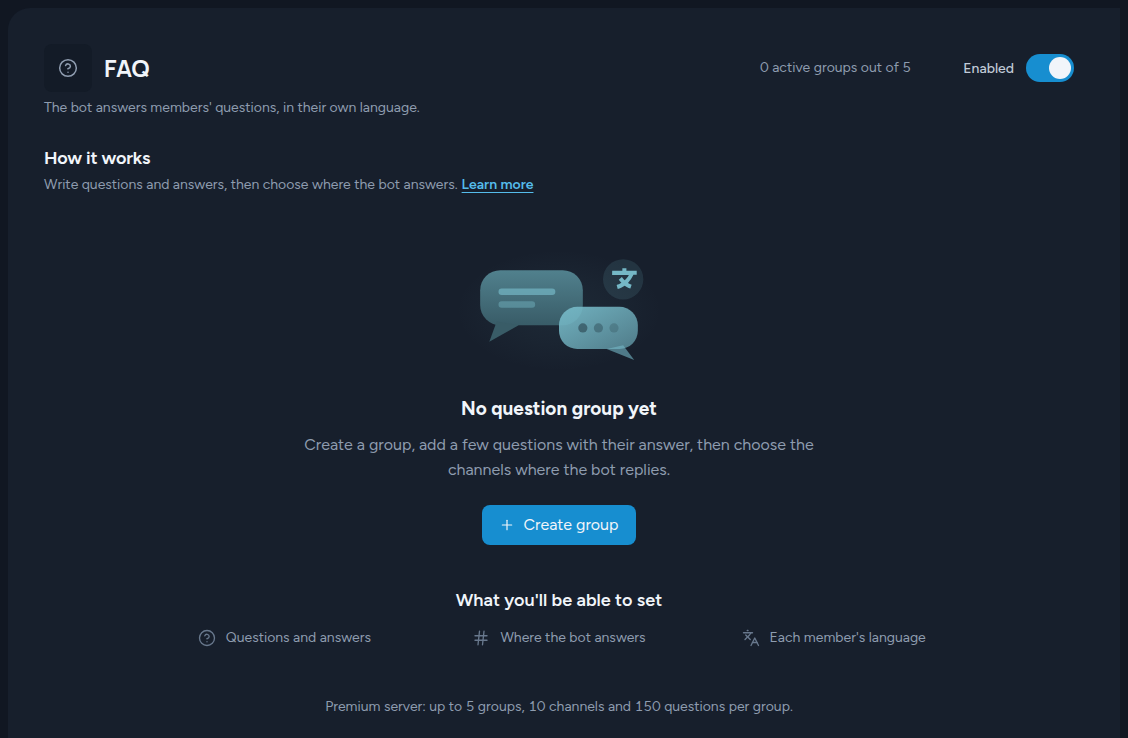 FAQ
0 active groups out of 5
Enabled
The bot answers members' questions, in their own language.
How it works
Write questions and answers, then choose where the bot answers. Learn more
No question group yet
Create a group, add a few questions with their answer, then choose the
channels where the bot replies.
Create group
What you'll be able to set
Questions and answers
Where the bot answers
Each member's language
Premium server: up to 5 groups, 10 channels and 150 questions per group.